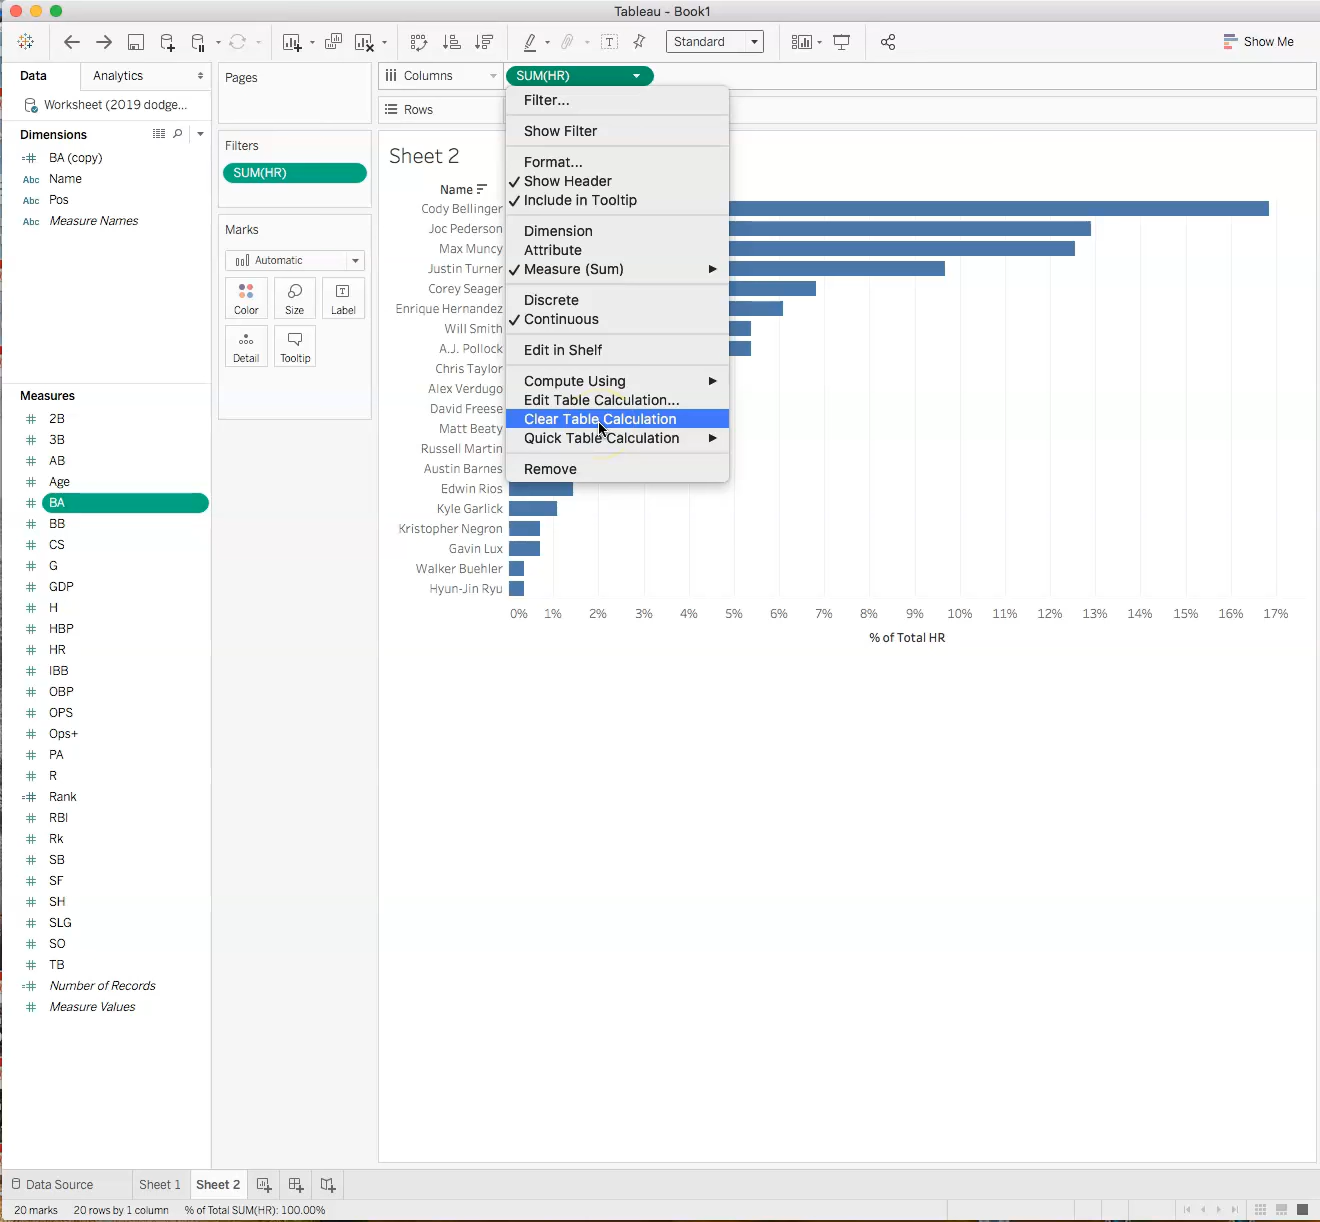 Tableau - Book1
Standard
Show Me
Data
Analytics
Worksheet (2019 dodge...
Dimensions
BA (copy)
Abc Name
Abc Pos
Abc Measure Names
Measures
2B
3B
AB
Age
BA
BB
CS
G
GDP
H
HBP
HR
IBB
OBP
OPS
Ops+
PA
R
Rank
RBI
Rk
SB
SF
SH
SLG
SO
TB
Number of Records
Measure Values
Pages
Filters
SUM(HR)
Marks
Automatic
Color
Size
Label
Detail
Tooltip
Columns
SUM(HR)
Rows
Filter...
Show Filter
Format...
Show Header
Include in Tooltip
Dimension
Attribute
Measure (Sum)
Discrete
Continuous
Edit in Shelf
Compute Using
Edit Table Calculation...
Clear Table Calculation
Quick Table Calculation
Remove
Sheet 2
Name
Cody Bellinger
Joc Pederson
Max Muncy
Justin Turner
Corey Seager
Enrique Hernandez
Will Smith
A.J. Pollock
Chris Taylor
Alex Verdugo
David Freese
Matt Beaty
Russell Martin
Austin Barnes
Edwin Rios
Kyle Garlick
Kristopher Negron
Gavin Lux
Walker Buehler
Hyun-Jin Ryu
0% 1% 2% 3% 4% 5% 6% 7% 8% 9% 10% 11% 12% 13% 14% 15% 16% 17%
% of Total HR
Data Source
Sheet 1
Sheet 2
20 marks
20 rows by 1 column
% of Total SUM(HR): 100.00%